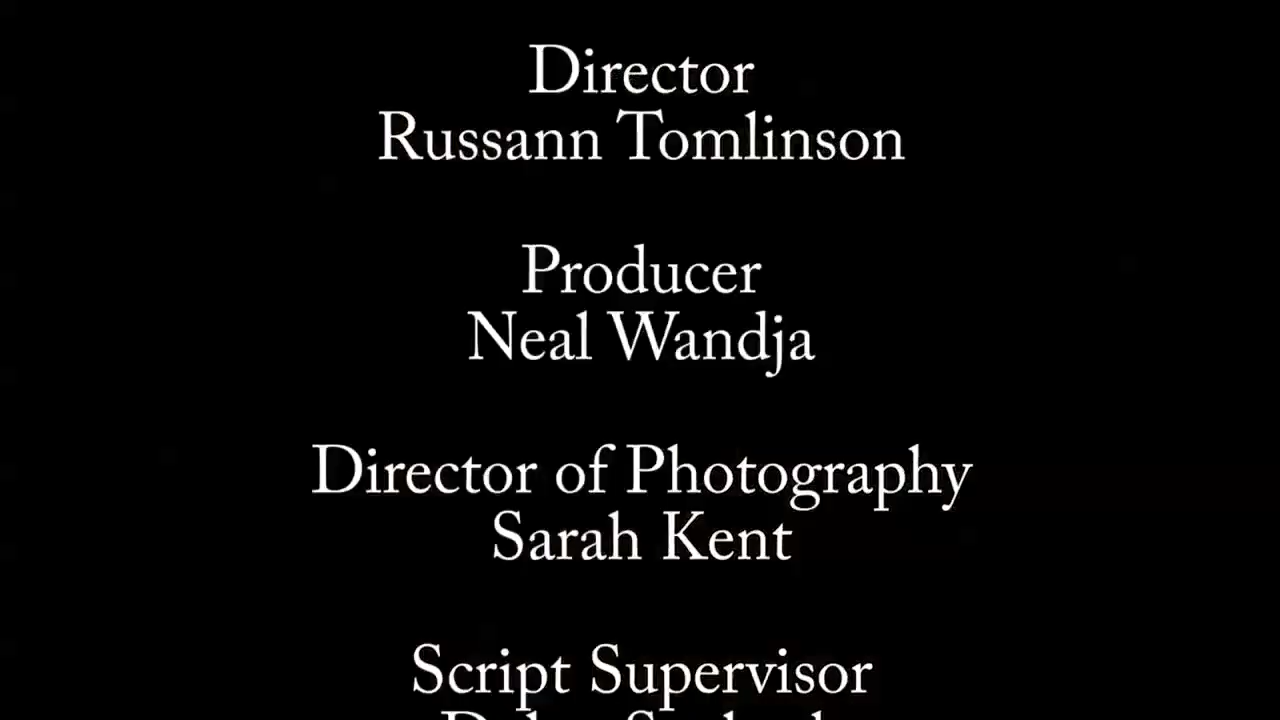 Director
Russann Tomlinson
Producer
Neal Wandja
Director of Photography
Sarah Kent
Script Supervisor